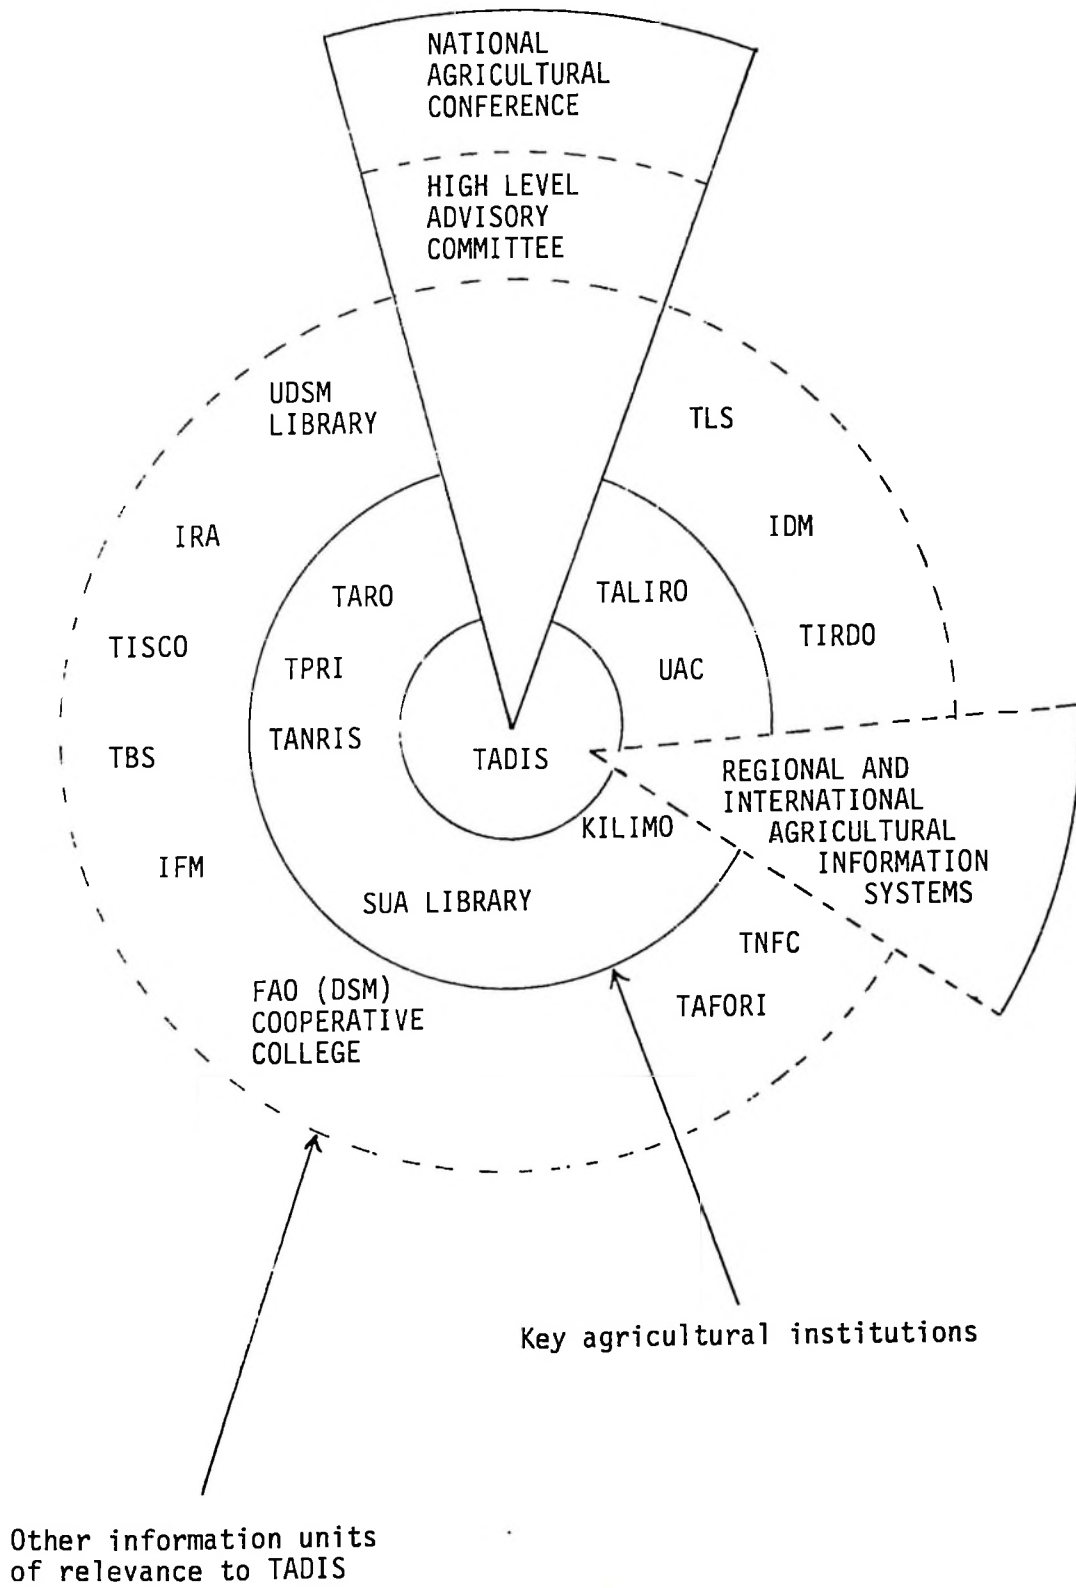 NATIONAL
AGRICULTURAL
CONFERENCE
HIGH LEVEL
ADVISORY
COMMITTEE
UDSM
LIBRARY
TLS
IRA
IDM
TARO
TALIRO
TISCO
TIRDO
TPRI
UAC
TANRIS
TBS
TADIS
REGIONAL AND
INTERNATIONAL
AGRICULTURAL
INFORMATION
SYSTEMS
KILIMO
IFM
SUA LIBRARY
TNFC
FAO (DSM)
COOPERATIVE
COLLEGE
TAFORI
Key agricultural institutions
Other information units
of relevance to TADIS